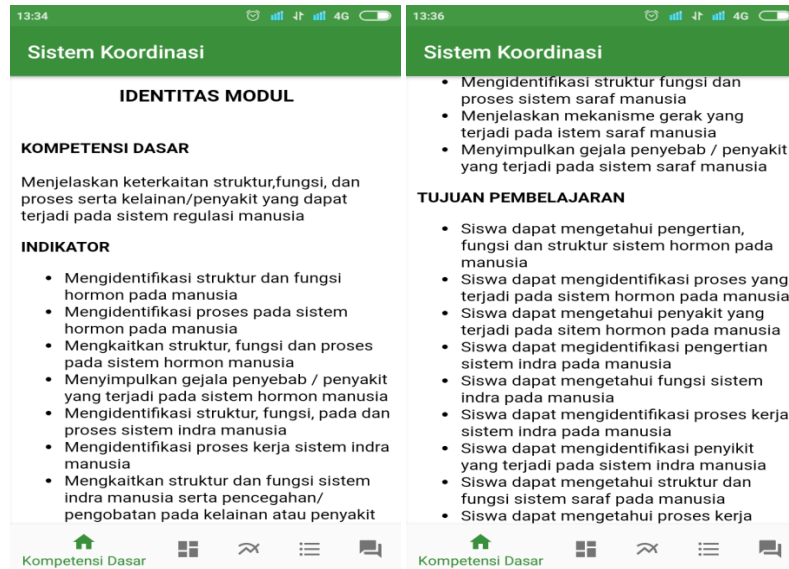 13:34
4G
Sistem Koordinasi
IDENTITAS MODUL
KOMPETENSI DASAR
Menjelaskan keterkaitan struktur,fungsi, dan
proses serta kelainan/penyakit yang dapat
terjadi pada sistem regulasi manusia
INDIKATOR
• Mengidentifikasi struktur dan fungsi
hormon pada manusia
• Mengidentifikasi proses pada sistem
hormon pada manusia
• Mengkaitkan struktur, fungsi dan proses
pada sistem hormon manusia
• Menyimpulkan gejala penyebab / penyakit
yang terjadi pada sistem hormon manusia
• Mengidentifikasi struktur, fungsi, pada dan
proses sistem indra manusia
• Mengidentifikasi proses kerja sistem indra
manusia
• Mengkaitkan struktur dan fungsi sistem
indra manusia serta pencegahan/
pengobatan pada kelainan atau penyakit
Kompetensi Dasar
13:36
4G
Sistem Koordinasi
• Mengidentifikasi struktur fungsi dan
proses sistem saraf manusia
• Menjelaskan mekanisme gerak yang
terjadi pada istem saraf manusia
• Menyimpulkan gejala penyebab / penyakit
yang terjadi pada sistem saraf manusia
TUJUAN PEMBELAJARAN
• Siswa dapat mengetahui pengertian,
fungsi dan struktur sistem hormon pada
manusia
• Siswa dapat mengidentifikasi proses yang
terjadi pada sistem hormon pada manusia
• Siswa dapat mengetahui penyakit yang
terjadi pada sitem hormon pada manusia
• Siswa dapat megidentifikasi pengertian
sistem indra pada manusia
• Siswa dapat mengetahui fungsi sistem
indra pada manusia
• Siswa dapat mengidentifikasi proses kerja
sistem indra pada manusia
• Siswa dapat mengidentifikasi penyikit
yang terjadi pada sistem indra manusia
• Siswa dapat mengetahui struktur dan
fungsi sistem saraf pada manusia
• Siswa dapat mengetahui proses kerja
Kompetensi Dasar